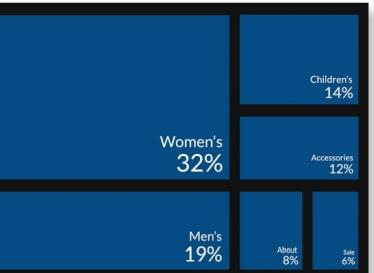 Women's
32%
Children's
14%
Accessories
12%
Men's
19%
About
8%
Sale
6%